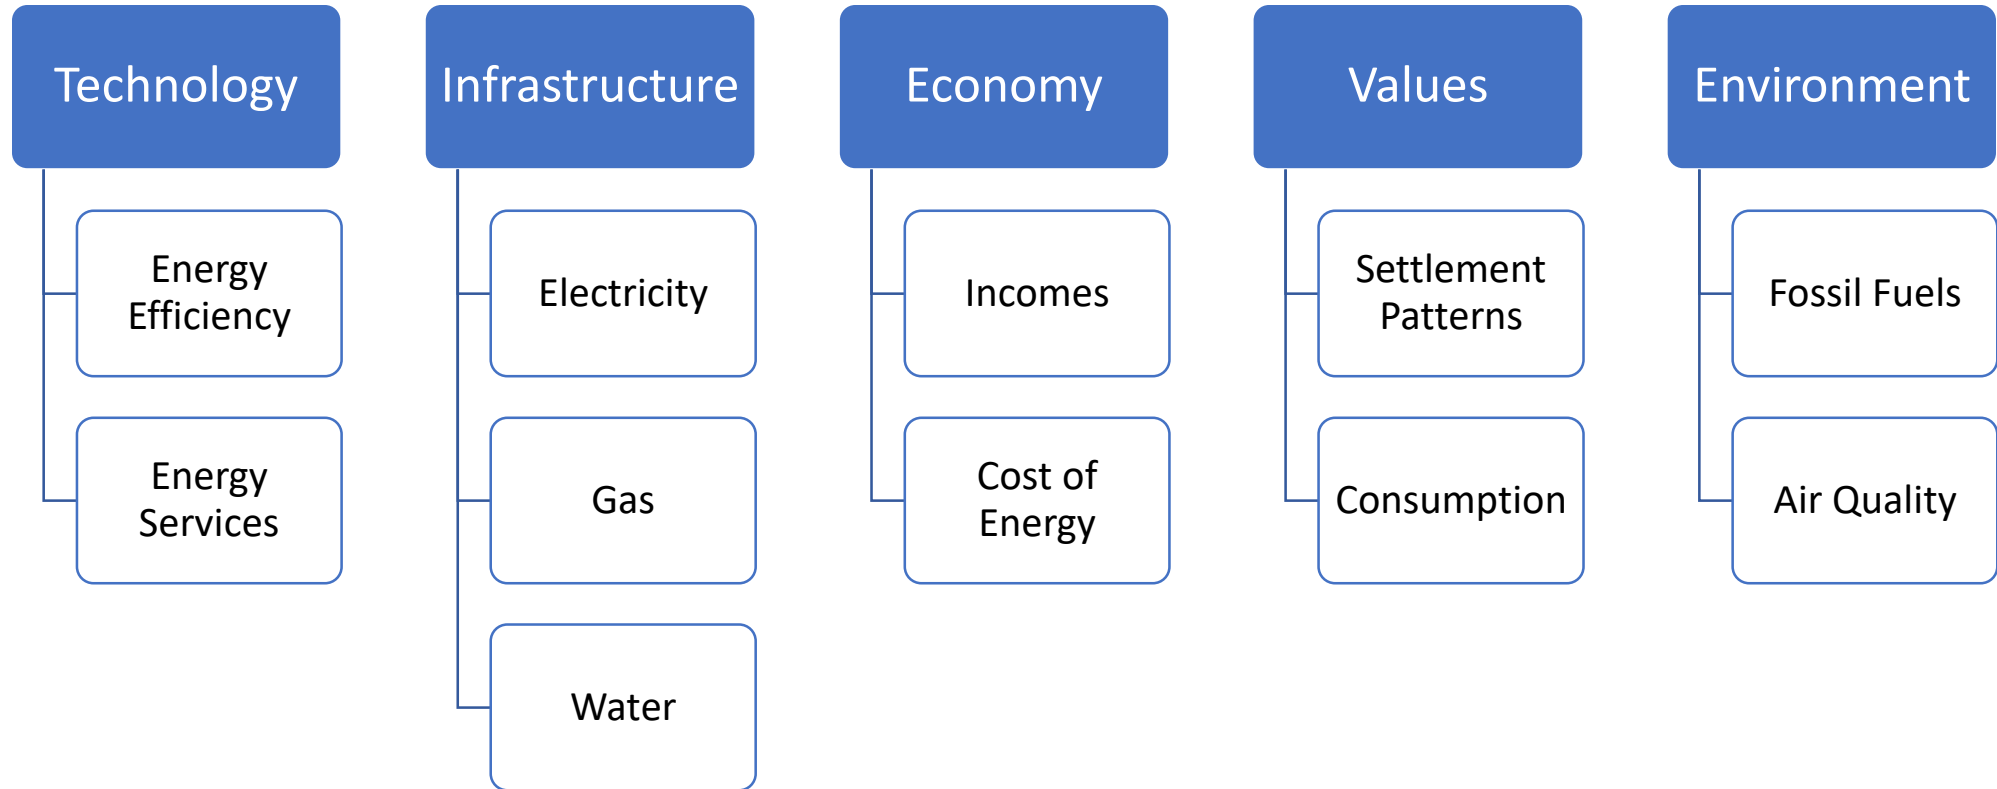 Technology
Energy
Efficiency
Energy
Services
Infrastructure
Electricity
Gas
Water
Economy
Incomes
Cost of
Energy
Values
Settlement
Patterns
Consumption
Environment
Fossil Fuels
Air Quality